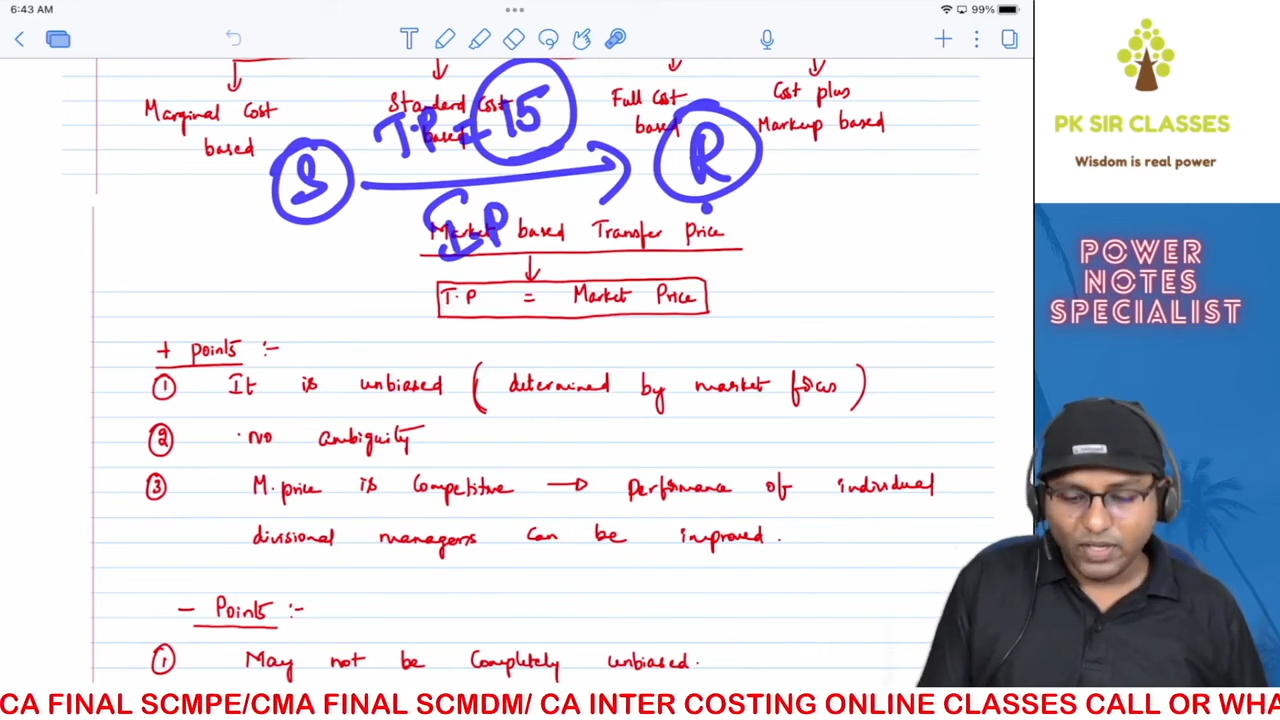 6:43 AM
99%
Marginal Cost
based
Standard Cost
based
Full Cost
based
Cost plus
Markup based
T.P = 15
S
R
I.P
Market based Transfer Price
T.P = Market Price
+ points :-
① It is unbiased ( determined by market focus )
② no ambiguity
③ M.price is Competitive → Performance of individual
divisional managers can be improved.
- Points :-
① May not be Completely unbiased.
PK SIR CLASSES
Wisdom is real power
POWER
NOTES
SPECIALIST
CA FINAL SCMPE/CMA FINAL SCMDM/ CA INTER COSTING ONLINE CLASSES CALL OR WHA